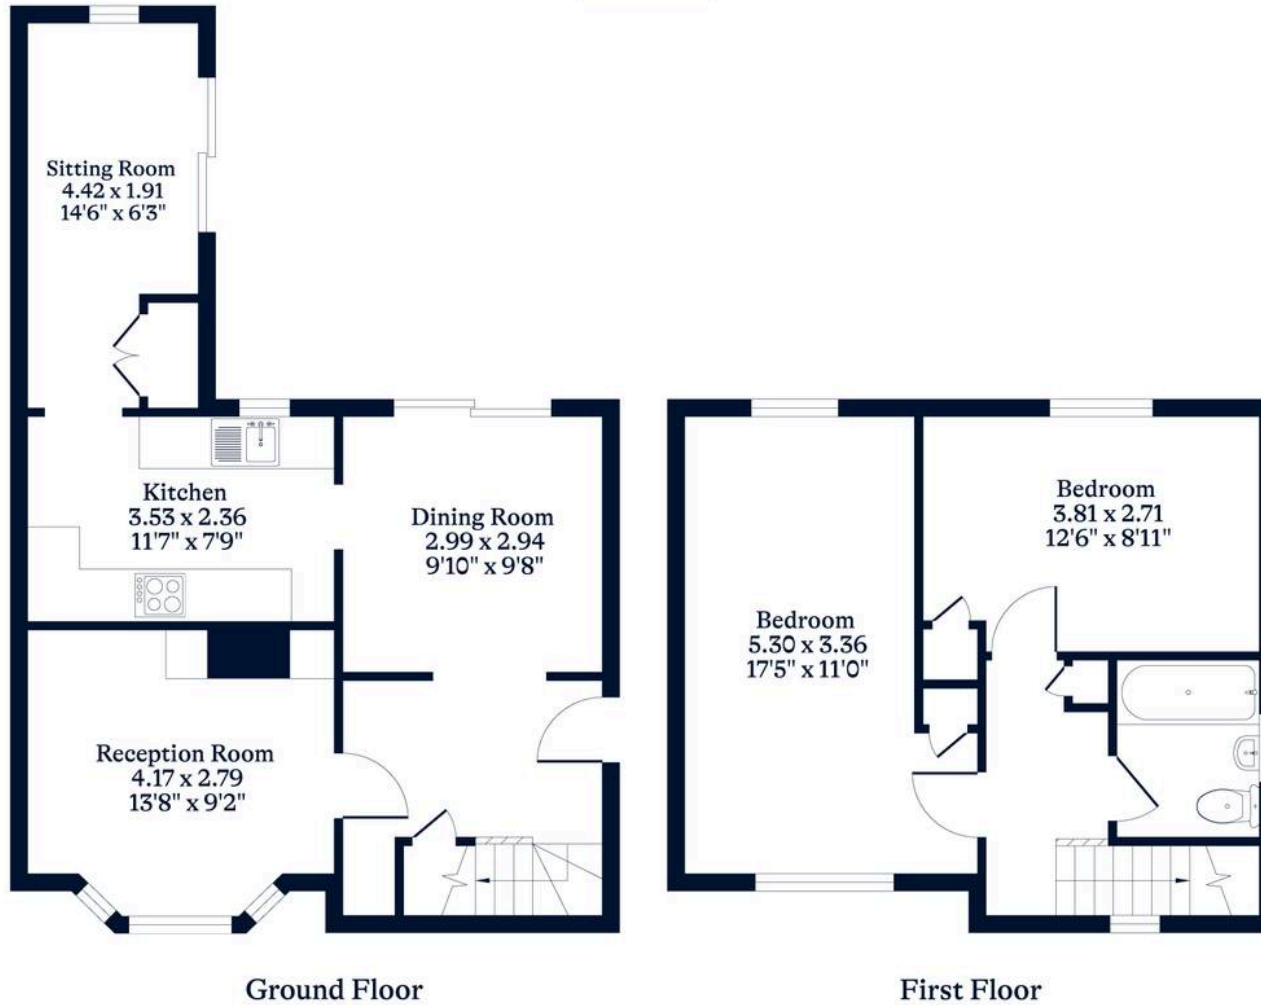 Sitting Room
4.42 x 1.91
14'6" x 6'3"
Kitchen
3.53 x 2.36
11'7" x 7'9"
Dining Room
2.99 x 2.94
9'10" x 9'8"
Reception Room
4.17 x 2.79
13'8" x 9'2"
Ground Floor
Bedroom
3.81 x 2.71
12'6" x 8'11"
Bedroom
5.30 x 3.36
17'5" x 11'0"
First Floor